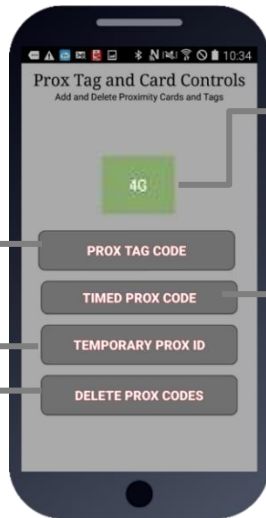 10:34
Prox Tag and Card Controls
Add and Delete Proximity Cards and Tags
4G
PROX TAG CODE
TIMED PROX CODE
TEMPORARY PROX ID
DELETE PROX CODES